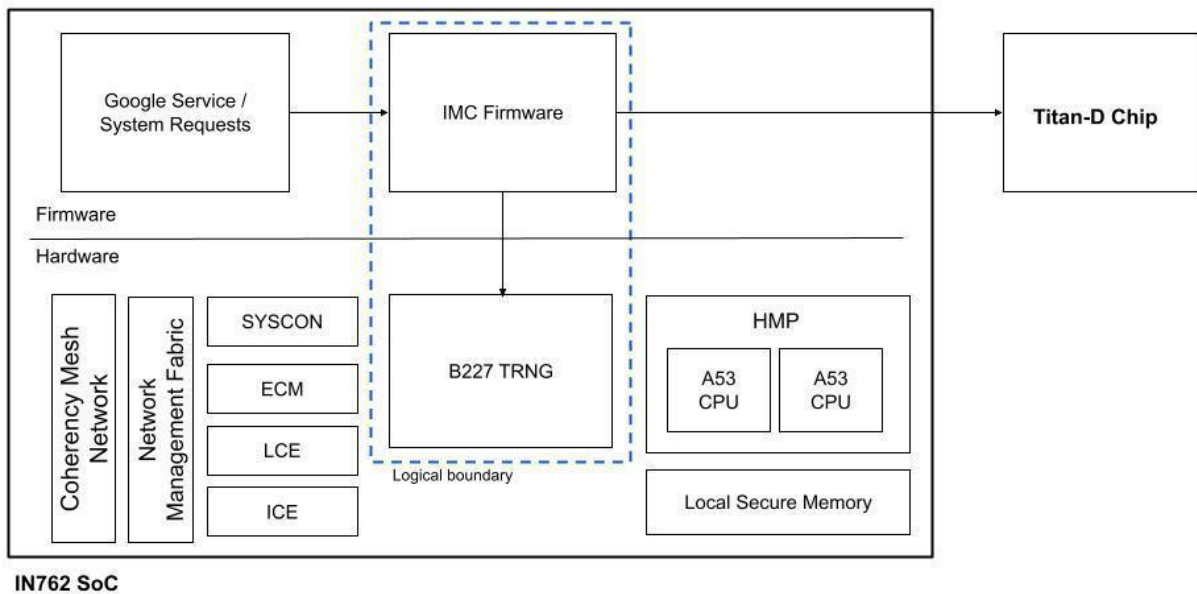 Google Service /
System Requests
IMC Firmware
Titan-D Chip
Firmware
Hardware
Coherency Mesh
Network
Network
Management Fabric
SYSCON
ECM
LCE
ICE
B227 TRNG
Logical boundary
HMP
A53
CPU
A53
CPU
Local Secure Memory
IN762 SoC